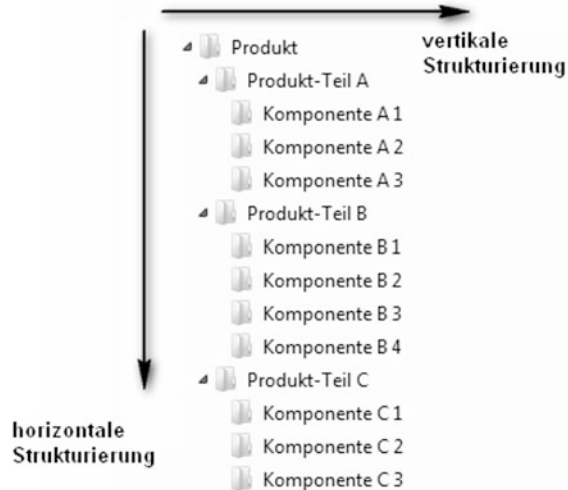 vertikale
Strukturierung
Produkt
Produkt-Teil A
Komponente A 1
Komponente A 2
Komponente A 3
Produkt-Teil B
Komponente B 1
Komponente B 2
Komponente B 3
Komponente B 4
Produkt-Teil C
Komponente C 1
Komponente C 2
Komponente C 3
horizontale
Strukturierung